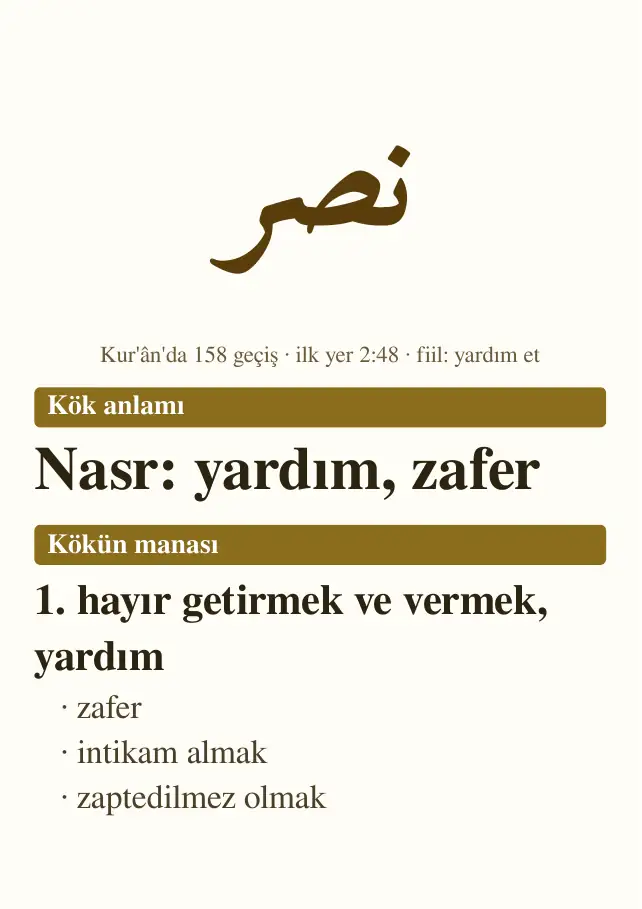 نصر
Kur'ân'da 158 geçiş · ilk yer 2:48 · fiil: yardım et
Kök anlamı
Nasr: yardım, zafer
Kökün manası
1. hayır getirmek ve vermek,
yardım
· zafer
· intikam almak
· zaptedilmez olmak